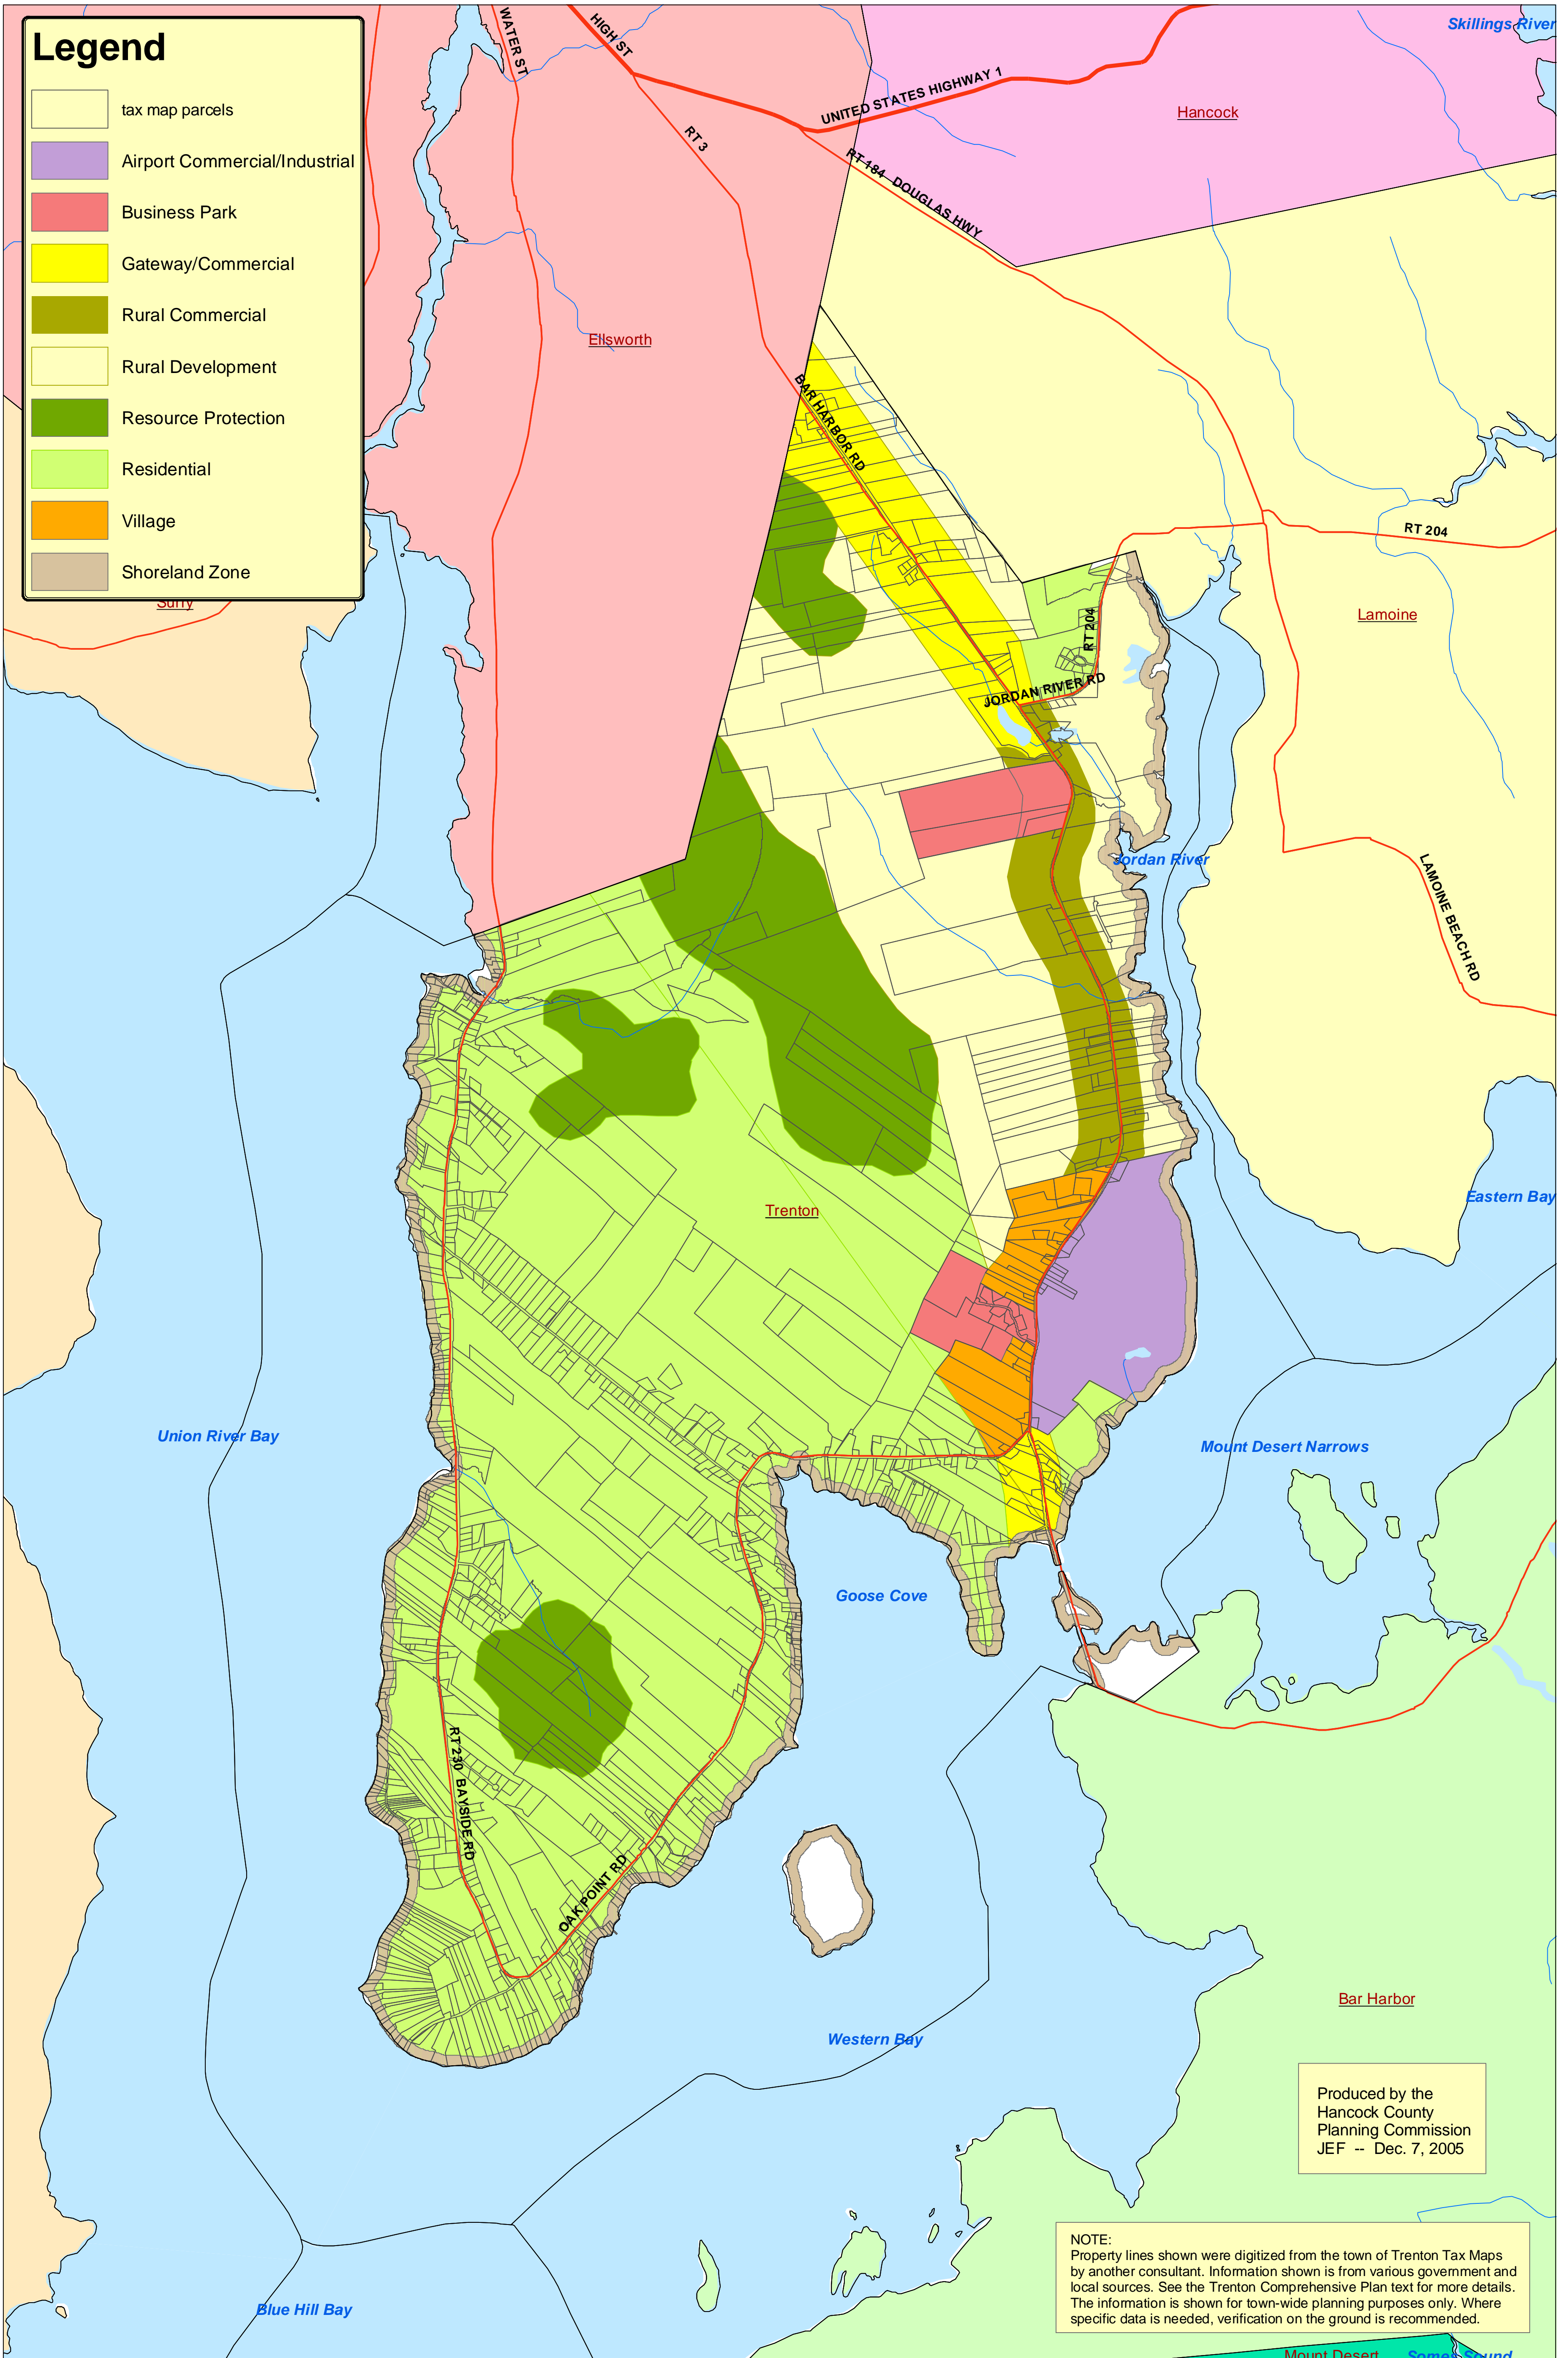 Legend
tax map parcels
Airport Commercial/Industrial
Business Park
Gateway/Commercial
Rural Commercial
Rural Development
Resource Protection
Residential
Village
Shoreland Zone
WATER ST
HIGH ST
Skillings River
UNITED STATES HIGHWAY 1
Hancock
RT 3
RT 184 DOUGLAS HWY
Ellsworth
BAR HARBOR RD
RT 204
Surry
RT 204
Lamoine
JORDAN RIVER RD
Jordan River
LAMOINE BEACH RD
Eastern Bay
Trenton
Union River Bay
Mount Desert Narrows
Goose Cove
RT 230 BAYSIDE RD
OAK POINT RD
Bar Harbor
Western Bay
Produced by the
Hancock County
Planning Commission
JEF -- Dec. 7, 2005
NOTE:
Property lines shown were digitized from the town of Trenton Tax Maps
by another consultant. Information shown is from various government and
local sources. See the Trenton Comprehensive Plan text for more details.
The information is shown for town-wide planning purposes only. Where
specific data is needed, verification on the ground is recommended.
Blue Hill Bay
Mount Desert
Somes Sound